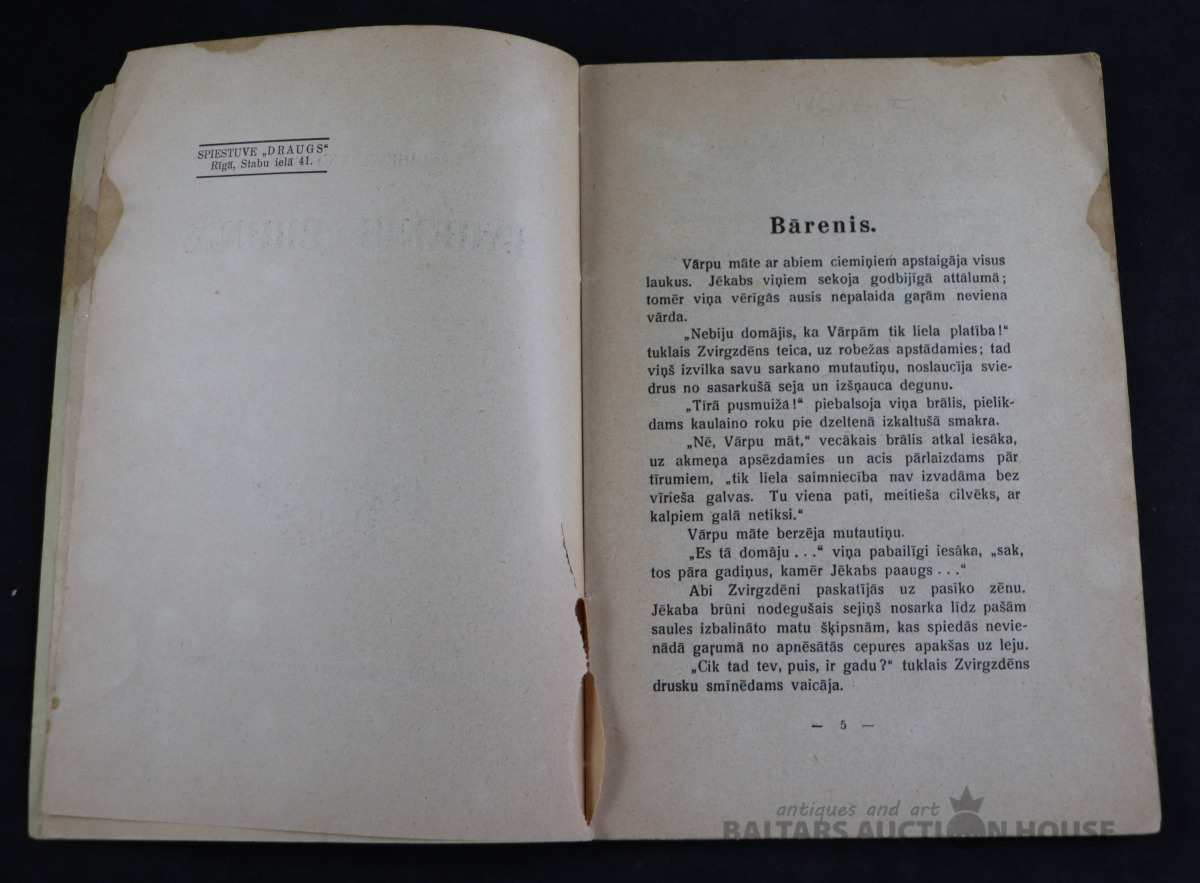 SPIESTUVE „DRAUGS“
Rīgā, Stabu ielā 41.
Bārenis.
Vārpu māte ar abiem ciemiņiem apstaigāja visus
laukus. Jēkabs viņiem sekoja godbijīgā attālumā;
tomēr viņa vērīgās ausis nepalaida gaŗām neviena
vārda.
„Nebiju domājis, ka Vārpām tik liela platība!“
tuklais Zvirgzdēns teica, uz robežas apstādamies; tad
viņš izvilka savu sarkano mutautiņu, noslaucīja svie-
drus no sasarkušā seja un izšņauca degunu.
„Tīrā pusmuižā!“ piebalsoja viņa brālis, pielik-
dams kaulaino roku pie dzeltenā izkaltušā smakra.
„Nē, Vārpu māt,“ vecākais brālis atkal iesāka,
uz akmeņa apsēzdamies un acis pārlaizdams pār
tīrumiem, „tik liela saimniecība nav izvadāma bez
vīrieša galvas. Tu viena pati, meitieša cilvēks, ar
kalpiem galā netiksi.“
Vārpu māte berzēja mutautiņu.
„Es tā domāju . . .“ viņa pabailīgi iesāka, „sak,
tos pāra gadiņus, kamēr Jēkabs paaugs . . .“
Abi Zvirgzdēni paskatījās uz pasīko zēnu.
Jēkaba brūni nodegušais sejiņš nosarka līdz pašām
saules izbalināto matu šķipsnām, kas spiedās nevie-
nādā gaŗumā no apnēsātās cepures apakšas uz leju.
„Cik tad tev, puis, ir gadu?“ tuklais Zvirgzdēns
drusku smīnēdams vaicāja.
— 5 —
antiques and art
BALTARS AUCTION HOUSE